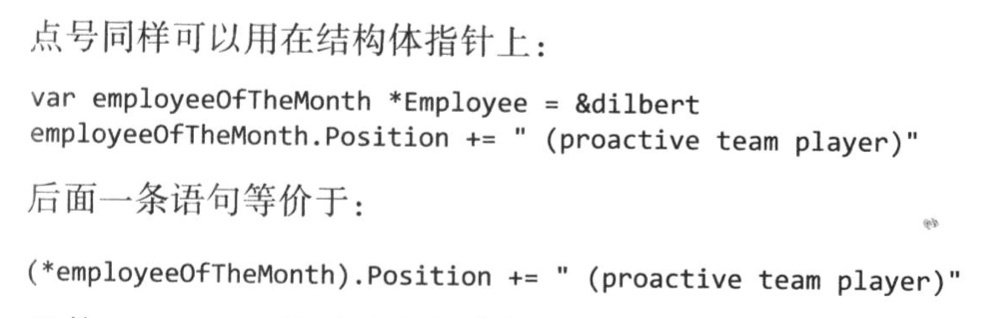 点号同样可以用在结构体指针上：
var employeeOfTheMonth *Employee = &dilbert
employeeOfTheMonth.Position += " (proactive team player)"
后面一条语句等价于：
(*employeeOfTheMonth).Position += " (proactive team player)"